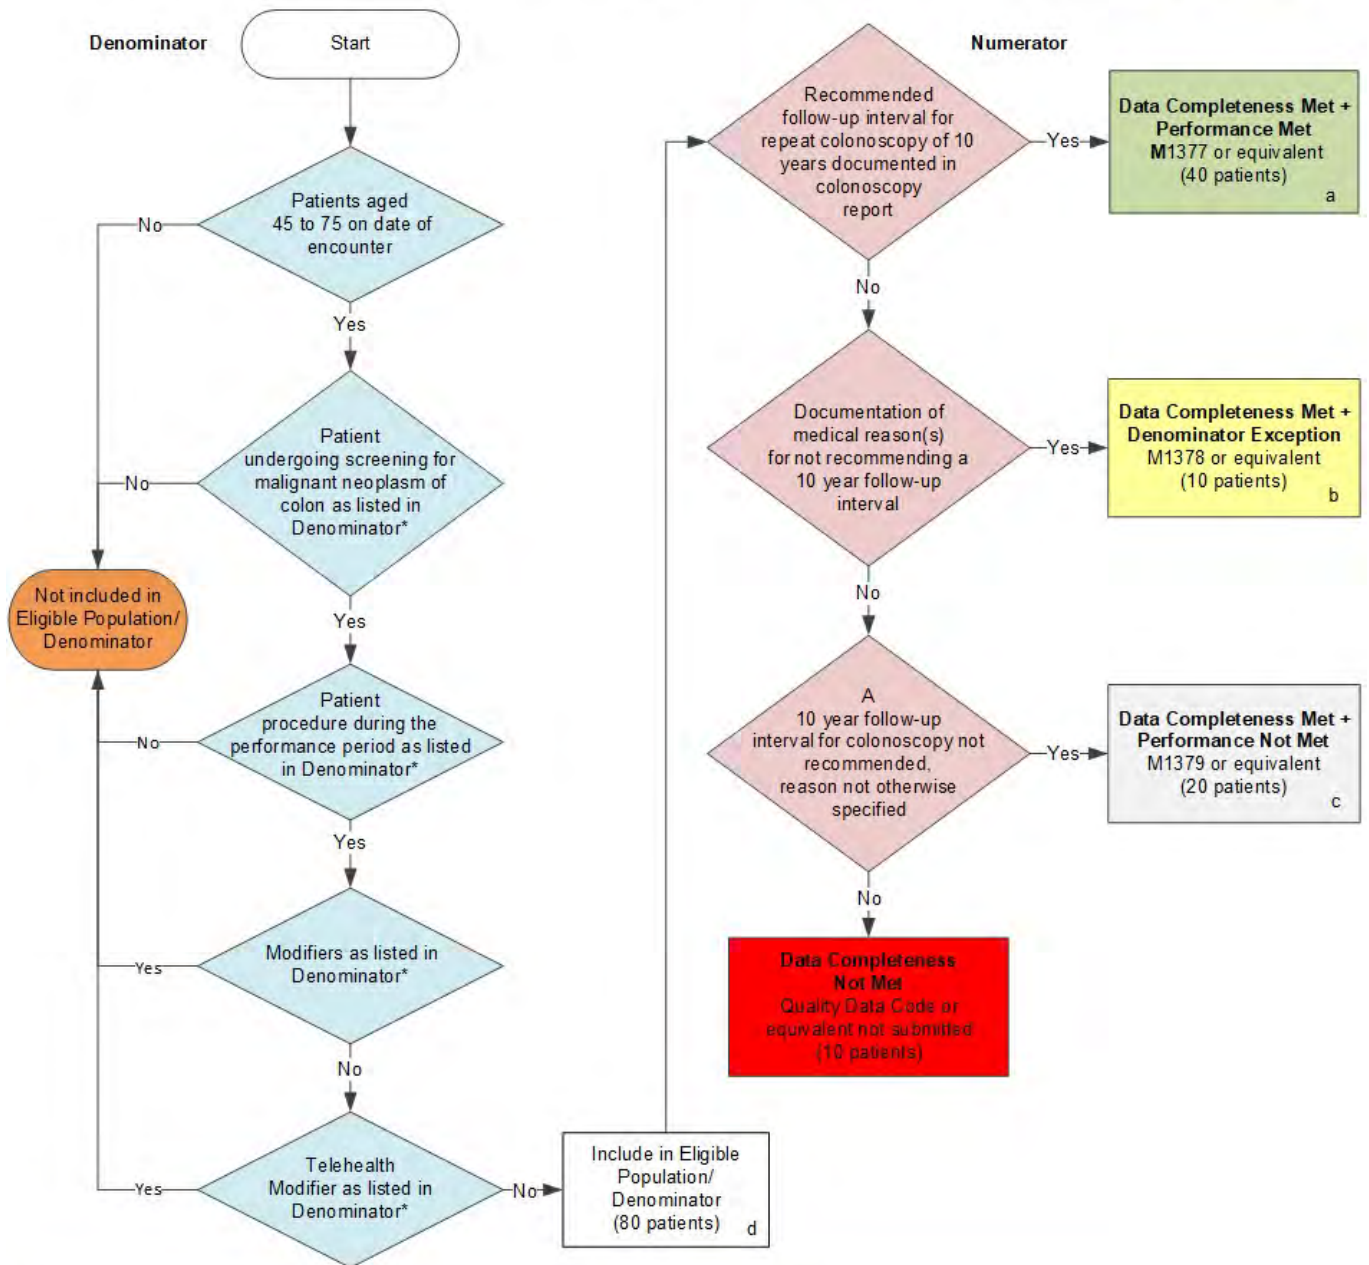 Denominator
Start
Patients aged
45 to 75 on date of
encounter
No
Yes
Patient
undergoing screening for
malignant neoplasm of
colon as listed in
Denominator*
No
Not included in
Eligible Population/
Denominator
Yes
Patient
procedure during the
performance period as listed
in Denominator*
No
Yes
Modifiers as listed in
Denominator*
Yes
No
Telehealth
Modifier as listed in
Denominator*
Yes
No
Include in Eligible
Population/
Denominator
(80 patients)
d
Numerator
Recommended
follow-up interval for
repeat colonoscopy of 10
years documented in
colonoscopy
report
Yes
Data Completeness Met +
Performance Met
M1377 or equivalent
(40 patients)
a
No
Documentation of
medical reason(s)
for not recommending a
10 year follow-up
interval
Yes
Data Completeness Met +
Denominator Exception
M1378 or equivalent
(10 patients)
b
No
A
10 year follow-up
interval for colonoscopy not
recommended,
reason not otherwise
specified
Yes
Data Completeness Met +
Performance Not Met
M1379 or equivalent
(20 patients)
c
No
Data Completeness
Not Met
Quality Data Code or
equivalent not submitted
(10 patients)